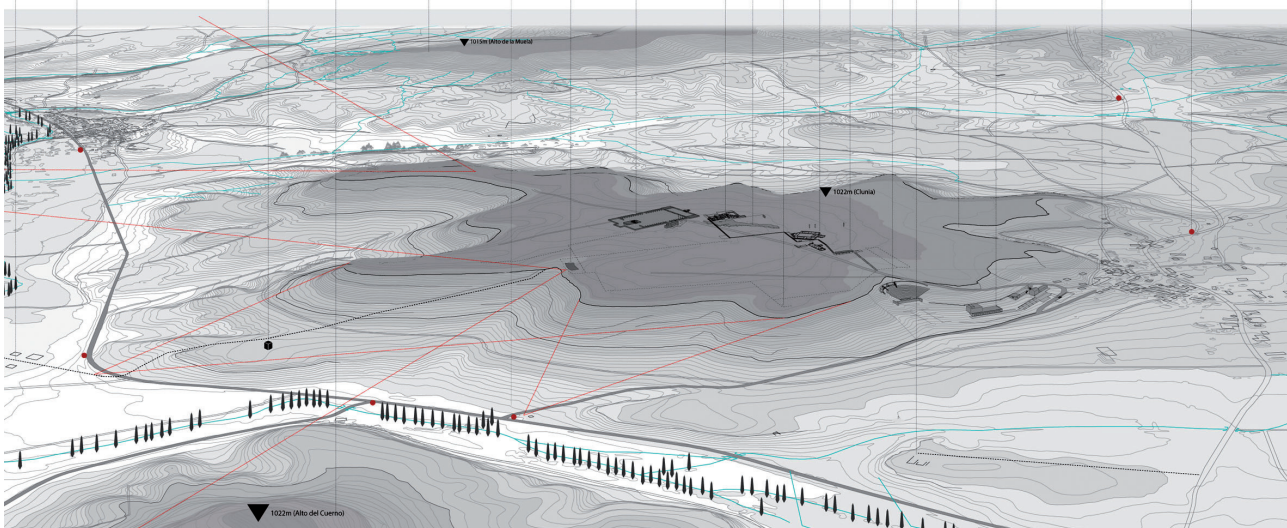 1015m (Alto de la Muela)
1022m (Clunia)
1022m (Alto del Cuerno)